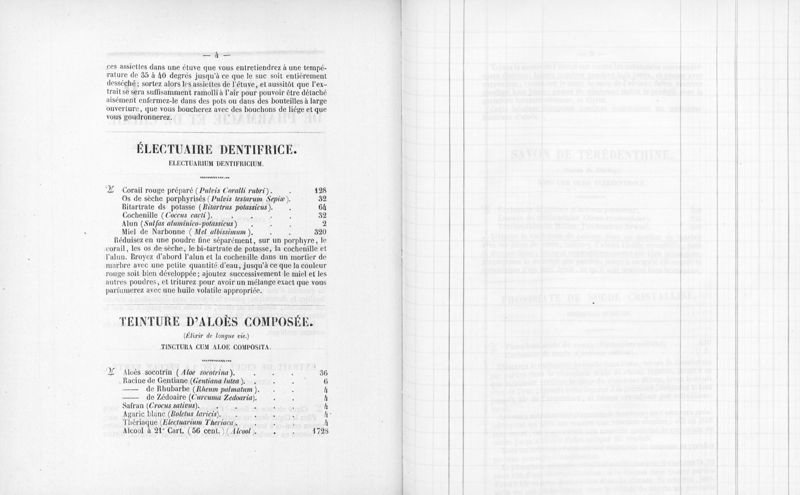 — 4 —
ces assiettes dans une étuve que vous entretiendrez à une tempé-
rature de 35 à 40 degrés jusqu'à ce que le suc soit entièrement
desséché; sortez alors les assiettes de l'étuve, et aussitôt que l'ex-
trait se sera suffisamment ramolli à l'air pour pouvoir être détaché
aisément enfermez-le dans des pots ou dans des bouteilles à large
ouverture, que vous boucherez avec des bouchons de liége et que
vous goudronnerez.
ÉLECTUAIRE DENTIFRICE.
ELECTUARIUM DENTIFRICIUM.
Corail rouge préparé (Pulvis Coralli rubri). . 128
Os de sèche porphyrisés (Pulvis testarum Sepiæ) 32
Bitartrate de potasse (Bitartras potassicus). . 64
Cochenille (Coccus cacti). . . . 32
Alun (Sulfas aluminico-potassicus) . . . 2
Miel de Narbonne (Mel albissimum) . . 320
Réduisez en une poudre fine séparément, sur un porphyre, le
corail, les os de sèche, le bi-tartrate de potasse, la cochenille et
l'alun. Broyez d'abord l'alun et la cochenille dans un mortier de
marbre avec une petite quantité d'eau, jusqu'à ce que la couleur
rouge soit bien développée; ajoutez successivement le miel et les
autres poudres, et triturez pour avoir un mélange exact que vous
parfumerez avec une huile volatile appropriée.
TEINTURE D'ALOÈS COMPOSÉE.
(Élixir de longue vie.)
TINCTURA CUM ALOE COMPOSITA.
Aloès socotrin (Aloe socotrina). . . . 36
Racine de Gentiane (Gentiana lutea). . . 6
—— de Rhubarbe (Rheum palmatum). . . 4
—— de Zédoaire (Curcuma Zedoaria). . . 4
Safran (Crocus sativus). . . . . 4
Agaric blanc (Boletus laricis). . . . 4
Thériaque (Electuarium Theriaca). . . . 4
Alcool à 21° Cart. (56 cent.) (Alcool). . . 1728
SAVON DE TÉRÉBENTHINE.